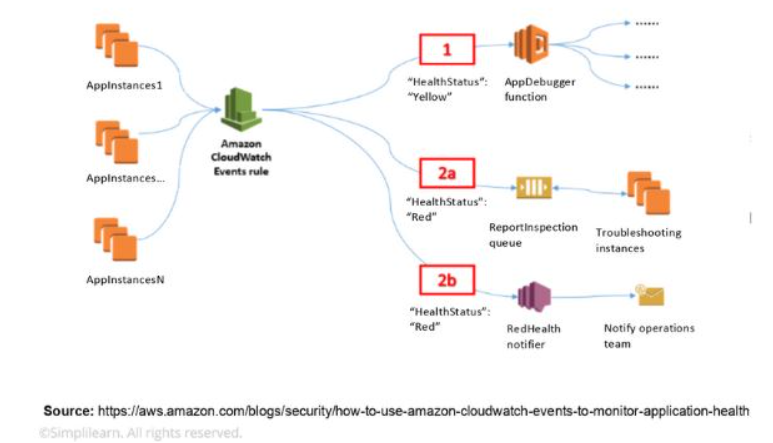 AppInstances1
AppInstances...
AppInstancesN
Amazon
CloudWatch
Events rule
1
"HealthStatus":
"Yellow"
AppDebugger
function
......
......
......
2a
"HealthStatus":
"Red"
ReportInspection
queue
Troubleshooting
instances
2b
"HealthStatus":
"Red"
RedHealth
notifier
Notify operations
team
Source: https://aws.amazon.com/blogs/security/how-to-use-amazon-cloudwatch-events-to-monitor-application-health
©Simplilearn. All rights reserved.